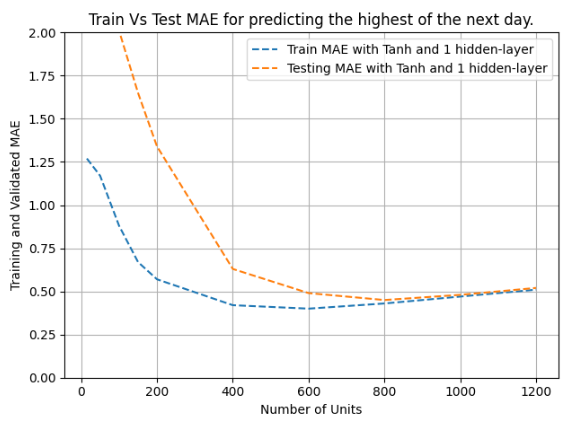 Train Vs Test MAE for predicting the highest of the next day.
2.00
1.75
1.50
1.25
1.00
0.75
0.50
0.25
0.00
Training and Validated MAE
Train MAE with Tanh and 1 hidden-layer
Testing MAE with Tanh and 1 hidden-layer
0 200 400 600 800 1000 1200
Number of Units